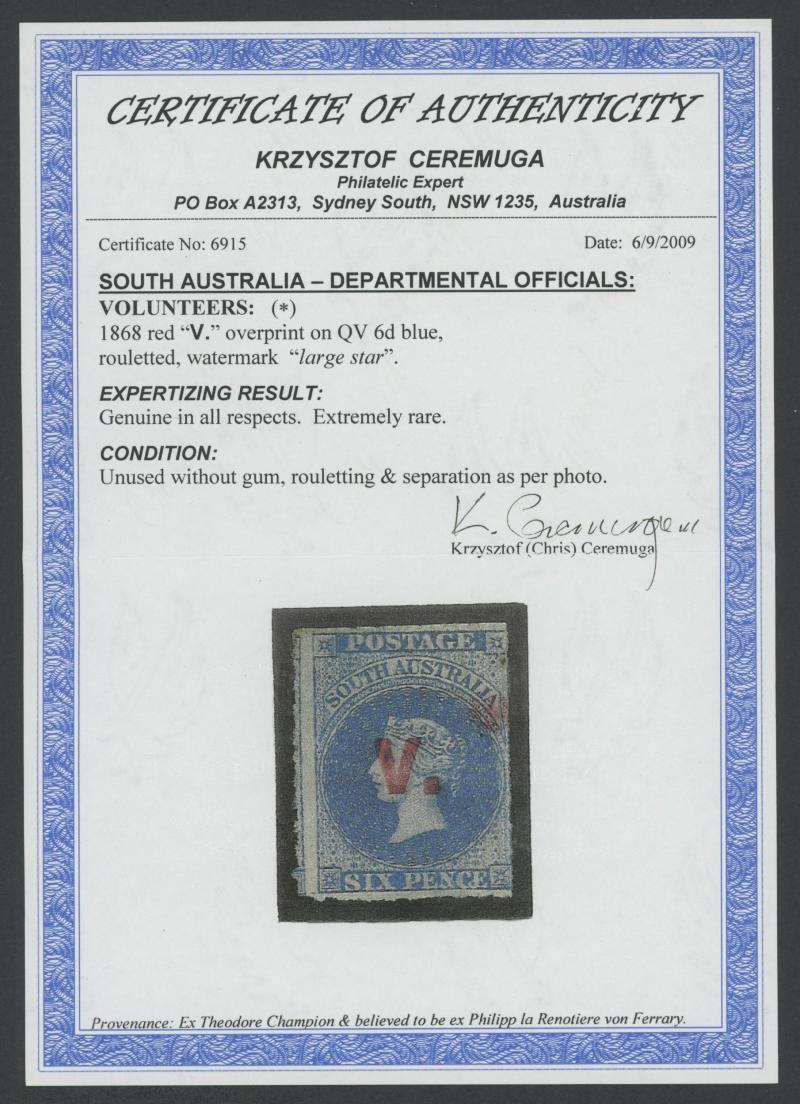 CERTIFICATE OF AUTHENTICITY
KRZYSZTOF CEREMUGA
Philatelic Expert
PO Box A2313, Sydney South, NSW 1235, Australia
Certificate No: 6915 Date: 6/9/2009
SOUTH AUSTRALIA – DEPARTMENTAL OFFICIALS:
VOLUNTEERS: (*)
1868 red “V.” overprint on QV 6d blue,
rouletted, watermark “large star”.
EXPERTIZING RESULT:
Genuine in all respects. Extremely rare.
CONDITION:
Unused without gum, rouletting & separation as per photo.
K. Ceremuga
Krzysztof (Chris) Ceremuga
POSTAGE
SOUTH AUSTRALIA
V.
SIX PENCE
Provenance: Ex Theodore Champion & believed to be ex Philipp la Renotiere von Ferrary.